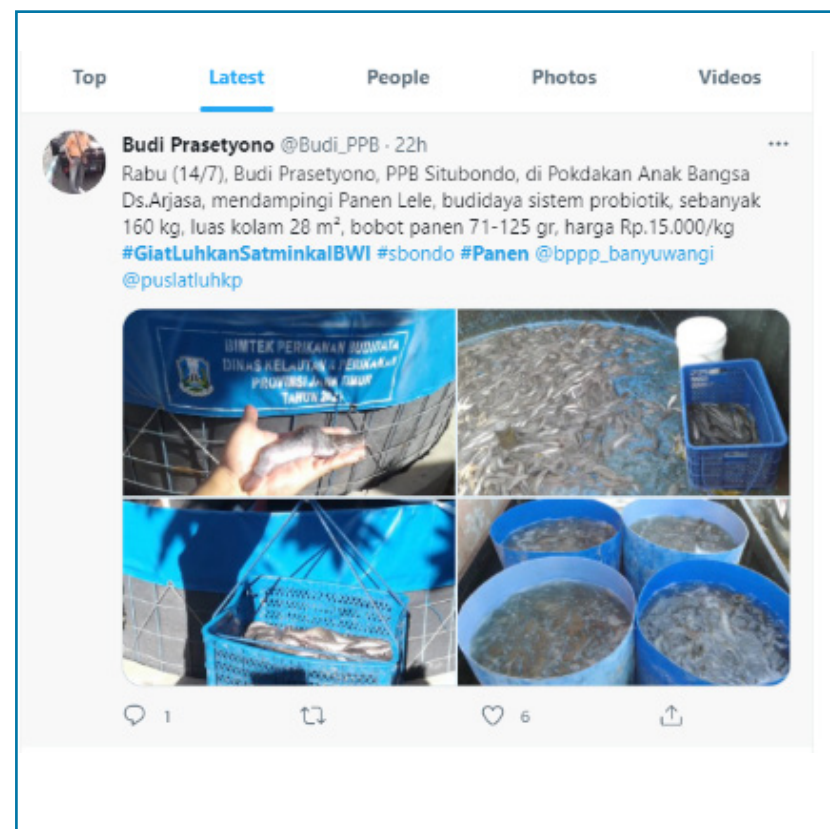 Top Latest People Photos Videos
Budi Prasetyono @Budi_PPB · 22h
Rabu (14/7), Budi Prasetyono, PPB Situbondo, di Pokdakan Anak Bangsa
Ds.Arjasa, mendampingi Panen Lele, budidaya sistem probiotik, sebanyak
160 kg, luas kolam 28 m², bobot panen 71-125 gr, harga Rp.15.000/kg
#GiatLuhkanSatminkalBWI #sbondo #Panen @bppp_banyuwangi
@puslatluhkp
BIMTEK PERIKANAN BUDIDAYA
DINAS KELAUTAN & PERIKANAN
PROVINSI JAWA TIMUR
TAHUN
1
6